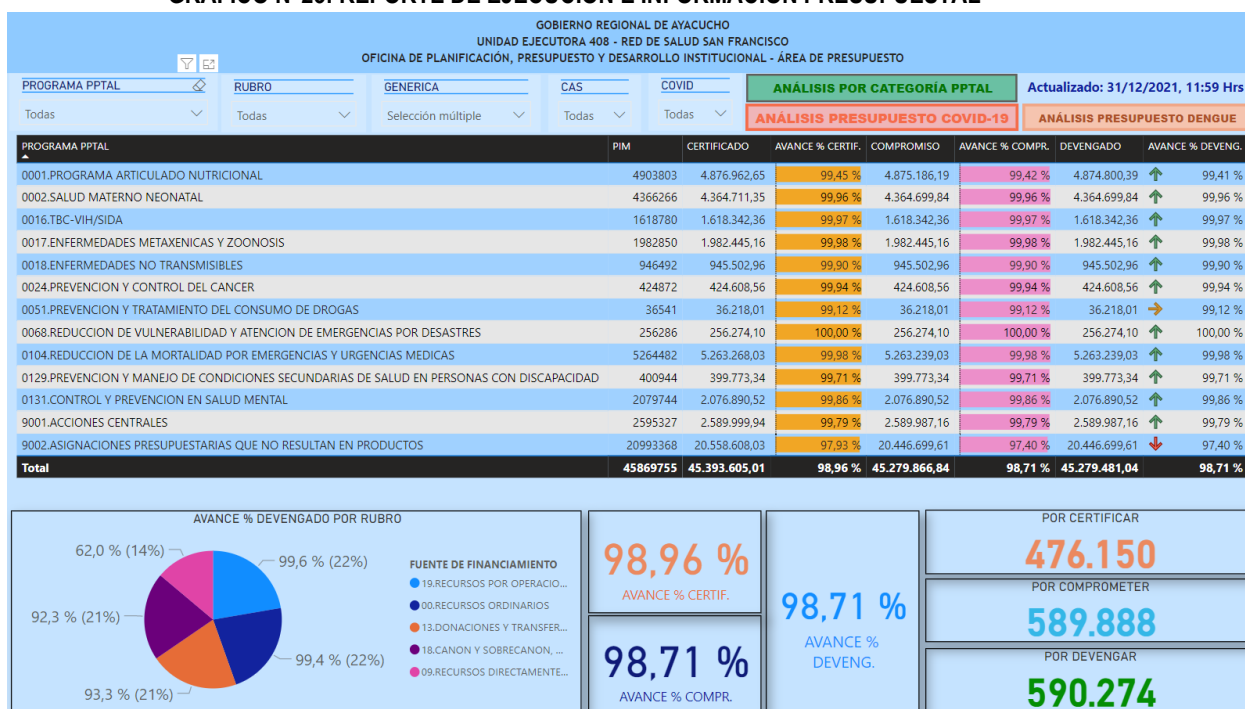 GRÁFICO N°20: REPORTE DE EJECUCIÓN E INFORMACIÓN PRESUPUESTAL
GOBIERNO REGIONAL DE AYACUCHO
UNIDAD EJECUTORA 408 - RED DE SALUD SAN FRANCISCO
OFICINA DE PLANIFICACIÓN, PRESUPUESTO Y DESARROLLO INSTITUCIONAL - ÁREA DE PRESUPUESTO
PROGRAMA PPTAL RUBRO GENERICA CAS COVID ANÁLISIS POR CATEGORÍA PPTAL Actualizado: 31/12/2021, 11:59 Hrs
Todas Todas Selección múltiple Todas Todas ANÁLISIS PRESUPUESTO COVID-19 ANÁLISIS PRESUPUESTO DENGUE
PROGRAMA PPTAL PIM CERTIFICADO AVANCE % CERTIF. COMPROMISO AVANCE % COMPR. DEVENGADO AVANCE % DEVENG.
0001.PROGRAMA ARTICULADO NUTRICIONAL 4903803 4.876.962,65 99,45 % 4.875.186,19 99,42 % 4.874.800,39 99,41 %
0002.SALUD MATERNO NEONATAL 4366266 4.364.711,35 99,96 % 4.364.699,84 99,96 % 4.364.699,84 99,96 %
0016.TBC-VIH/SIDA 1618780 1.618.342,36 99,97 % 1.618.342,36 99,97 % 1.618.342,36 99,97 %
0017.ENFERMEDADES METAXENICAS Y ZOONOSIS 1982850 1.982.445,16 99,98 % 1.982.445,16 99,98 % 1.982.445,16 99,98 %
0018.ENFERMEDADES NO TRANSMISIBLES 946492 945.502,96 99,90 % 945.502,96 99,90 % 945.502,96 99,90 %
0024.PREVENCION Y CONTROL DEL CANCER 424872 424.608,56 99,94 % 424.608,56 99,94 % 424.608,56 99,94 %
0051.PREVENCION Y TRATAMIENTO DEL CONSUMO DE DROGAS 36541 36.218,01 99,12 % 36.218,01 99,12 % 36.218,01 99,12 %
0068.REDUCCION DE VULNERABILIDAD Y ATENCION DE EMERGENCIAS POR DESASTRES 256286 256.274,10 100,00 % 256.274,10 100,00 % 256.274,10 100,00 %
0104.REDUCCION DE LA MORTALIDAD POR EMERGENCIAS Y URGENCIAS MEDICAS 5264482 5.263.268,03 99,98 % 5.263.239,03 99,98 % 5.263.239,03 99,98 %
0129.PREVENCION Y MANEJO DE CONDICIONES SECUNDARIAS DE SALUD EN PERSONAS CON DISCAPACIDAD 400944 399.773,34 99,71 % 399.773,34 99,71 % 399.773,34 99,71 %
0131.CONTROL Y PREVENCION EN SALUD MENTAL 2079744 2.076.890,52 99,86 % 2.076.890,52 99,86 % 2.076.890,52 99,86 %
9001.ACCIONES CENTRALES 2595327 2.589.999,94 99,79 % 2.589.987,16 99,79 % 2.589.987,16 99,79 %
9002.ASIGNACIONES PRESUPUESTARIAS QUE NO RESULTAN EN PRODUCTOS 20993368 20.558.608,03 97,93 % 20.446.699,61 97,40 % 20.446.699,61 97,40 %
Total 45869755 45.393.605,01 98,96 % 45.279.866,84 98,71 % 45.279.481,04 98,71 %
AVANCE % DEVENGADO POR RUBRO
62,0 % (14%)
99,6 % (22%)
92,3 % (21%)
99,4 % (22%)
93,3 % (21%)
FUENTE DE FINANCIAMIENTO
19.RECURSOS POR OPERACIO...
00.RECURSOS ORDINARIOS
13.DONACIONES Y TRANSFER...
18.CANON Y SOBRECANON, ...
09.RECURSOS DIRECTAMENTE...
98,96 %
AVANCE % CERTIF.
98,71 %
AVANCE % COMPR.
98,71 %
AVANCE %
DEVENG.
POR CERTIFICAR
476.150
POR COMPROMETER
589.888
POR DEVENGAR
590.274